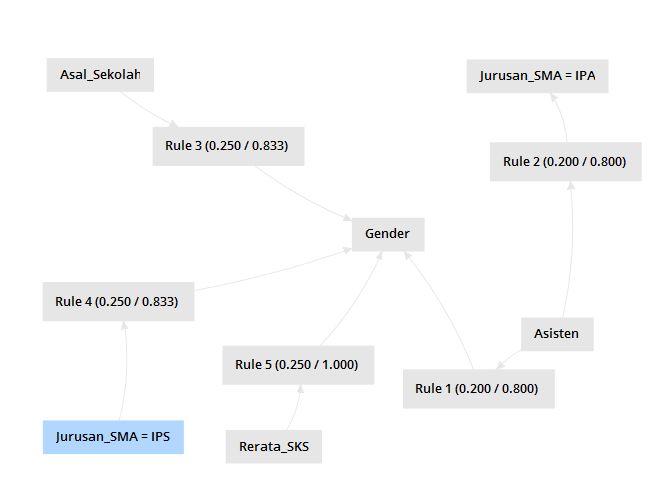 Asal_Sekolah
Jurusan_SMA = IPA
Rule 3 (0.250 / 0.833)
Rule 2 (0.200 / 0.800)
Gender
Rule 4 (0.250 / 0.833)
Asisten
Rule 5 (0.250 / 1.000)
Rule 1 (0.200 / 0.800)
Jurusan_SMA = IPS
Rerata_SKS